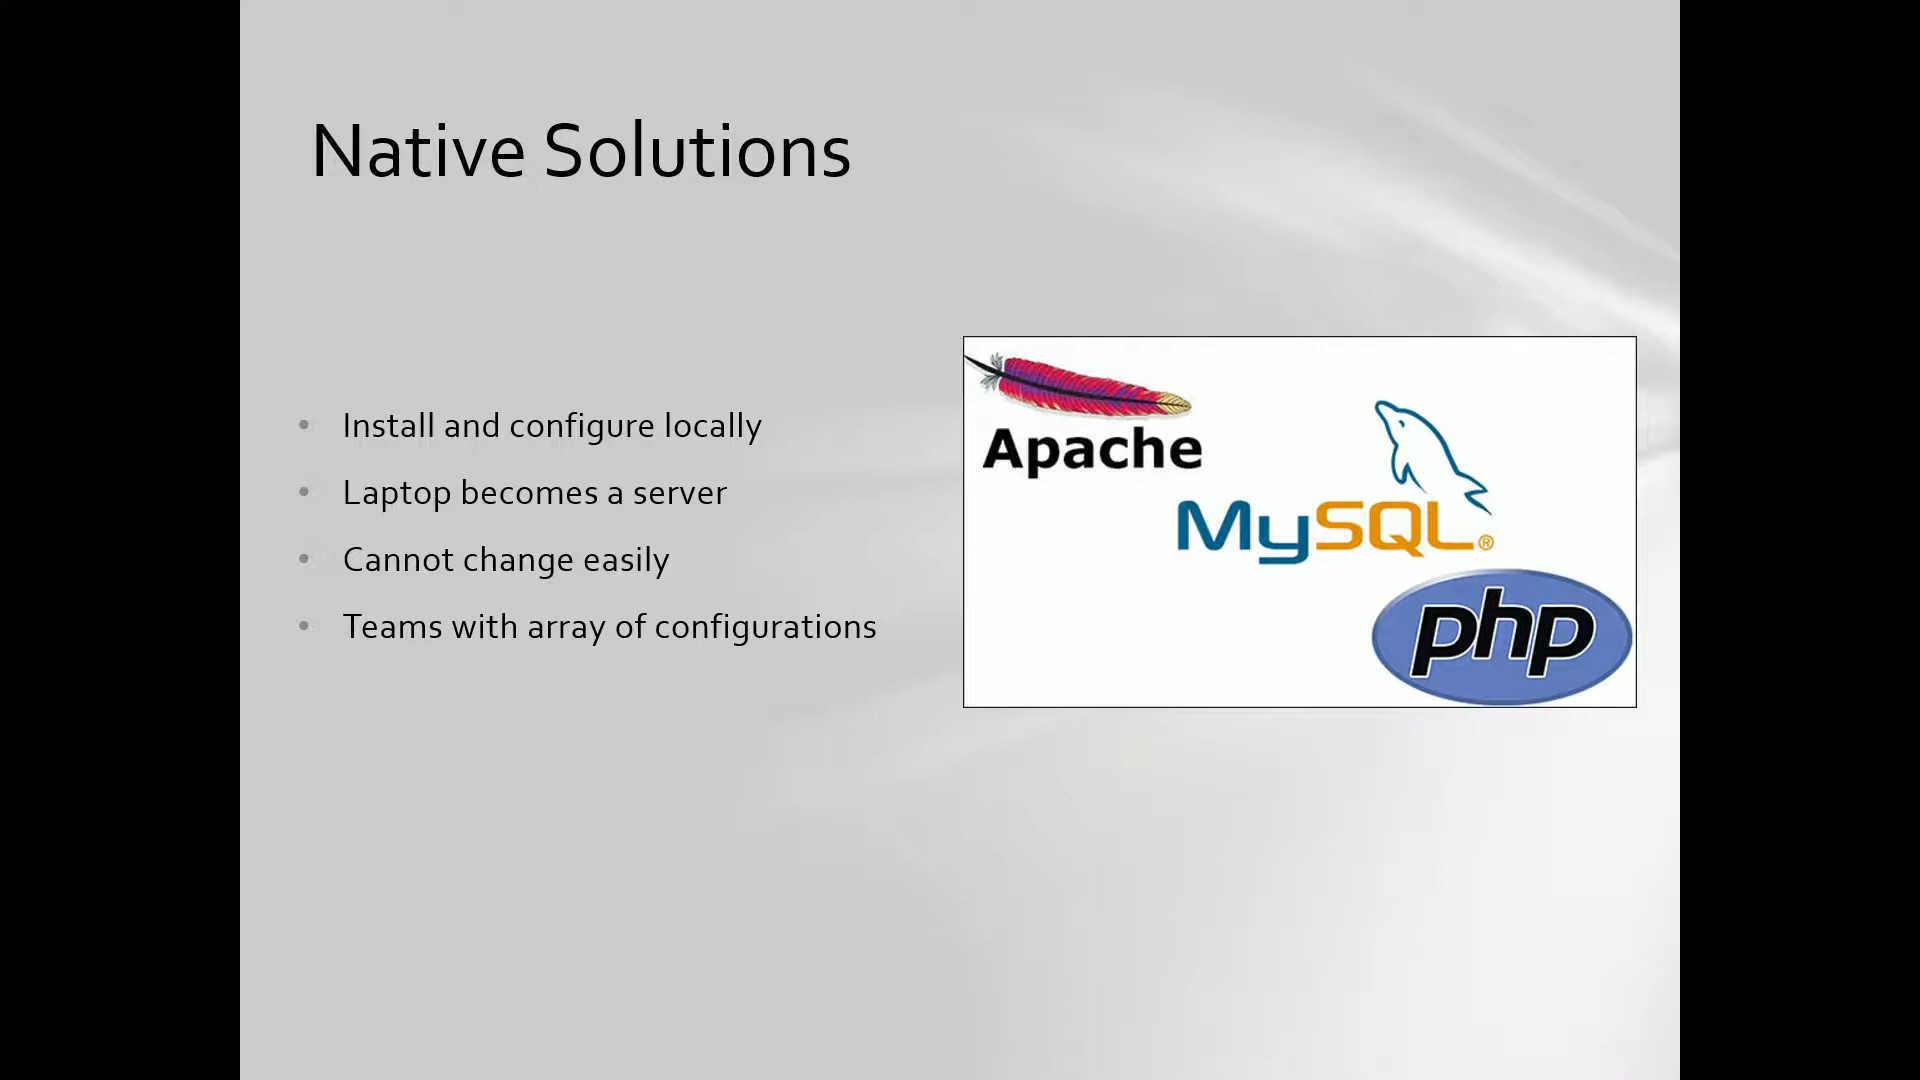 Native Solutions
• Install and configure locally
• Laptop becomes a server
• Cannot change easily
• Teams with array of configurations
Apache
MySQL®
php